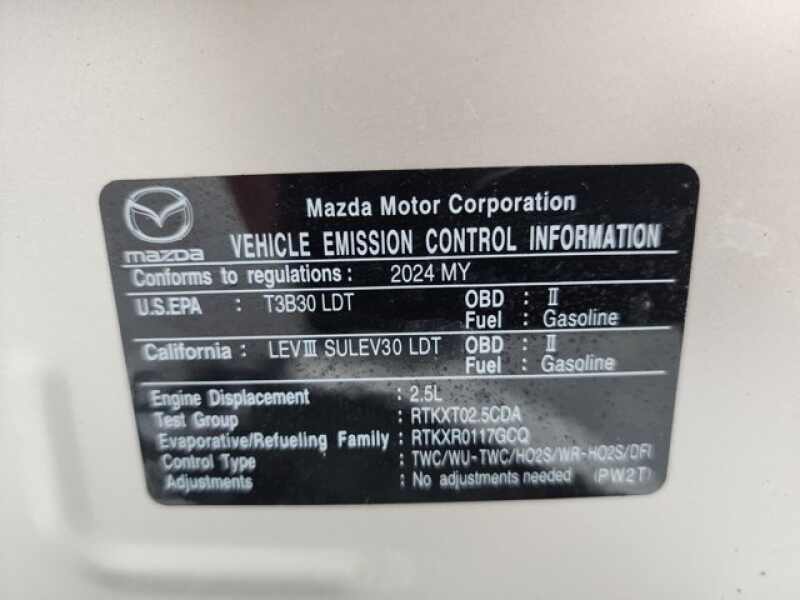 Mazda Motor Corporation
mazda
VEHICLE EMISSION CONTROL INFORMATION
Conforms to regulations : 2024 MY
U.S.EPA : T3B30 LDT OBD : II
Fuel : Gasoline
California : LEVIII SULEV30 LDT OBD : II
Fuel : Gasoline
Engine Displacement : 2.5L
Test Group : RTKXT02.5CDA
Evaporative/Refueling Family : RTKXR0117GCQ
Control Type : TWC/WU-TWC/HO2S/WR-HO2S/DFI
Adjustments : No adjustments needed (PW2T)